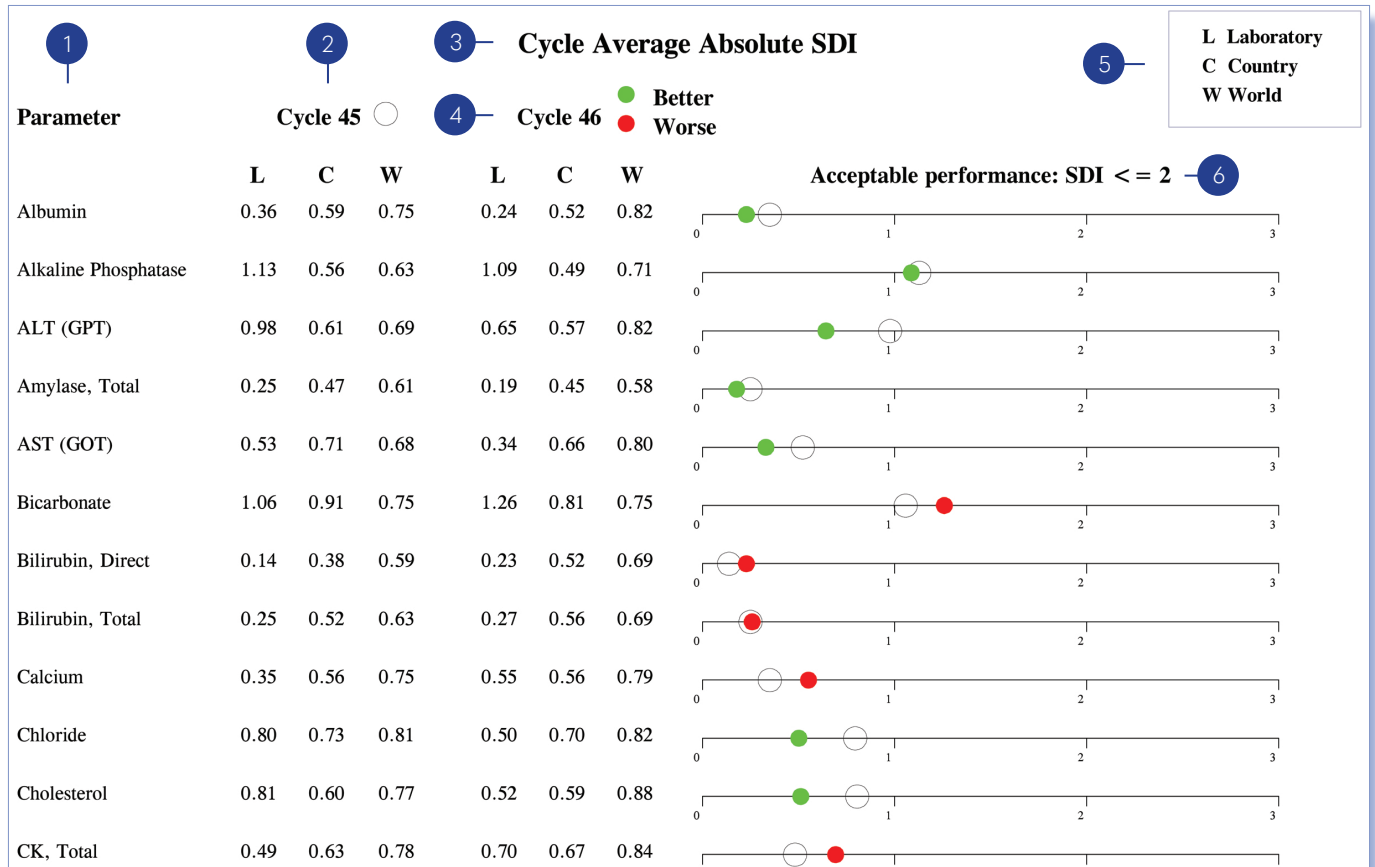 1 2 3 Cycle Average Absolute SDI
5 L Laboratory
C Country
W World
Parameter Cycle 45 4 Cycle 46 Better
Worse
L C W L C W Acceptable performance: SDI < = 2 6
Albumin 0.36 0.59 0.75 0.24 0.52 0.82
0 1 2 3
Alkaline Phosphatase 1.13 0.56 0.63 1.09 0.49 0.71
0 1 2 3
ALT (GPT) 0.98 0.61 0.69 0.65 0.57 0.82
0 1 2 3
Amylase, Total 0.25 0.47 0.61 0.19 0.45 0.58
0 1 2 3
AST (GOT) 0.53 0.71 0.68 0.34 0.66 0.80
0 1 2 3
Bicarbonate 1.06 0.91 0.75 1.26 0.81 0.75
0 1 2 3
Bilirubin, Direct 0.14 0.38 0.59 0.23 0.52 0.69
0 1 2 3
Bilirubin, Total 0.25 0.52 0.63 0.27 0.56 0.69
0 1 2 3
Calcium 0.35 0.56 0.75 0.55 0.56 0.79
0 1 2 3
Chloride 0.80 0.73 0.81 0.50 0.70 0.82
0 1 2 3
Cholesterol 0.81 0.60 0.77 0.52 0.59 0.88
0 1 2 3
CK, Total 0.49 0.63 0.78 0.70 0.67 0.84